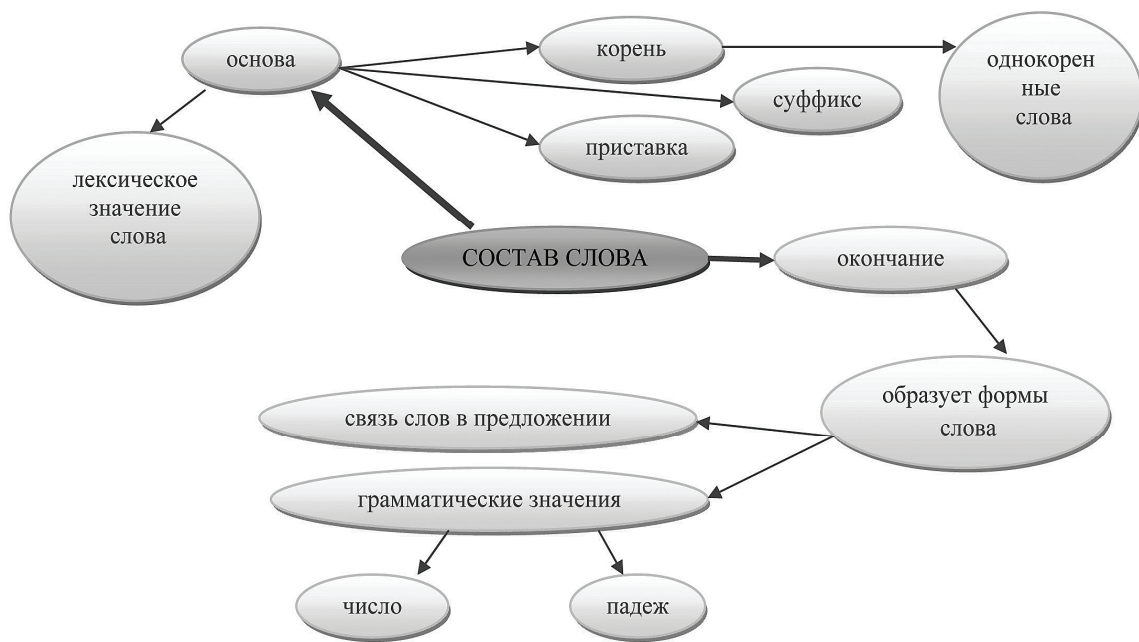 основа
корень
однокорен
ные
слова
суффикс
приставка
лексическое
значение
слова
СОСТАВ СЛОВА
окончание
образует формы
слова
связь слов в предложении
грамматические значения
число
падеж